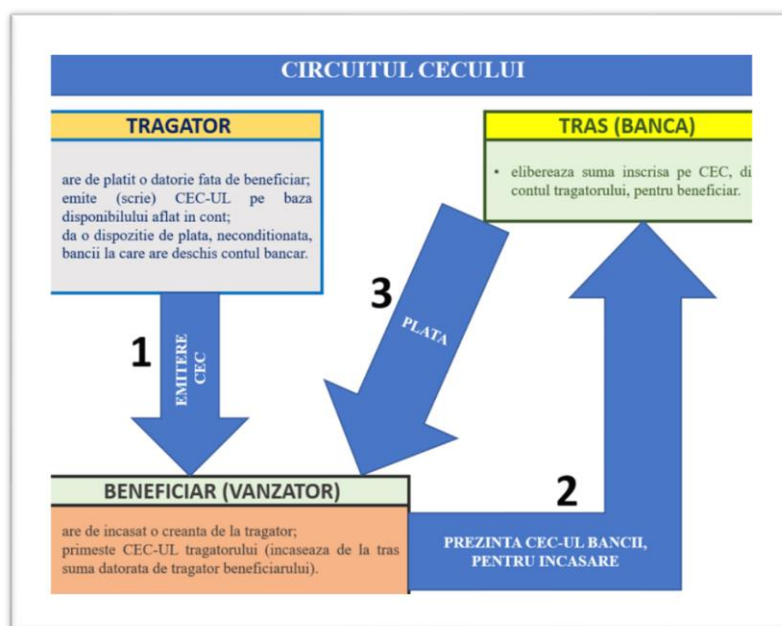 CIRCUITUL CECULUI
TRAGATOR
are de platit o datorie fata de beneficiar;
emite (scrie) CEC-UL pe baza
disponibilului aflat in cont;
da o dispozitie de plata, neconditionata,
bancii la care are deschis contul bancar.
TRAS (BANCA)
• elibereaza suma inscrisa pe CEC, di
contul tragatorului, pentru beneficiar.
1
EMITERE
CEC
3
PLATA
BENEFICIAR (VANZATOR)
are de incasat o creanta de la tragator;
primeste CEC-UL tragatorului (incaseaza de la tras
suma datorata de tragator beneficiarului).
2
PREZINTA CEC-UL BANCII,
PENTRU INCASARE